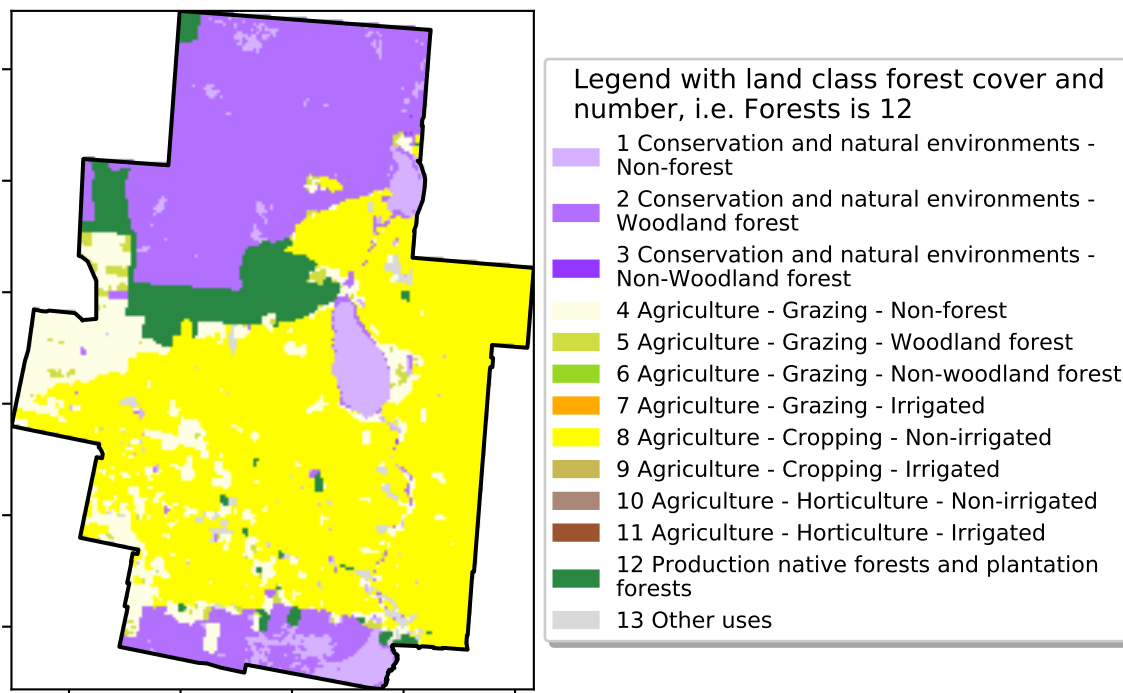 Legend with land class forest cover and
number, i.e. Forests is 12
1 Conservation and natural environments -
Non-forest
2 Conservation and natural environments -
Woodland forest
3 Conservation and natural environments -
Non-Woodland forest
4 Agriculture - Grazing - Non-forest
5 Agriculture - Grazing - Woodland forest
6 Agriculture - Grazing - Non-woodland forest
7 Agriculture - Grazing - Irrigated
8 Agriculture - Cropping - Non-irrigated
9 Agriculture - Cropping - Irrigated
10 Agriculture - Horticulture - Non-irrigated
11 Agriculture - Horticulture - Irrigated
12 Production native forests and plantation
forests
13 Other uses